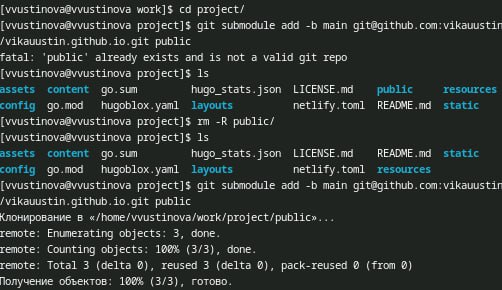 [vvustinova@vvustinova work]$ cd project/
[vvustinova@vvustinova project]$ git submodule add -b main git@github.com:vikauustin
/vikauustin.github.io.git public
fatal: 'public' already exists and is not a valid git repo
[vvustinova@vvustinova project]$ ls
assets content go.sum hugo_stats.json LICENSE.md public resources
config go.mod hugoblox.yaml layouts netlify.toml README.md static
[vvustinova@vvustinova project]$ rm -R public/
[vvustinova@vvustinova project]$ ls
assets content go.sum hugo_stats.json LICENSE.md README.md static
config go.mod hugoblox.yaml layouts netlify.toml resources
[vvustinova@vvustinova project]$ git submodule add -b main git@github.com:vikauustin
/vikauustin.github.io.git public
Клонирование в «/home/vvustinova/work/project/public»...
remote: Enumerating objects: 3, done.
remote: Counting objects: 100% (3/3), done.
remote: Total 3 (delta 0), reused 3 (delta 0), pack-reused 0 (from 0)
Получение объектов: 100% (3/3), готово.